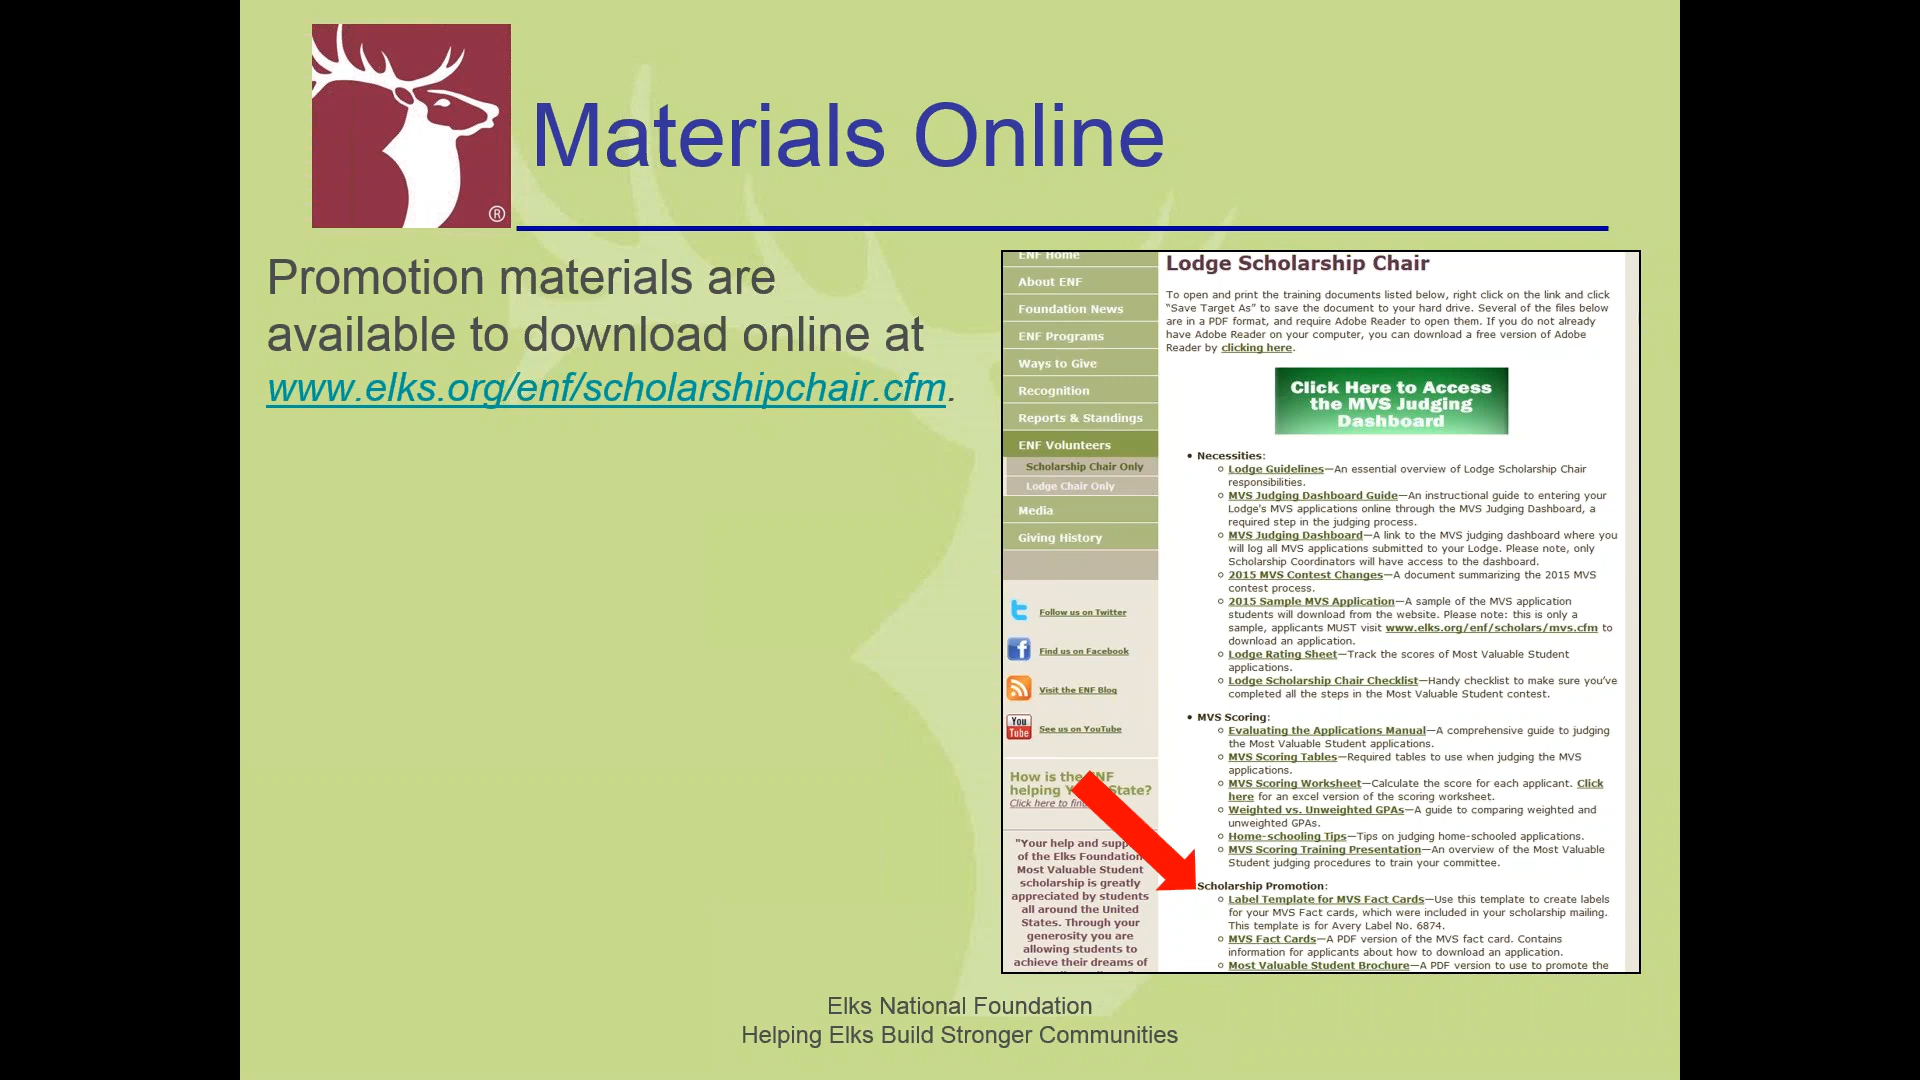 ®
Materials Online
Promotion materials are
available to download online at
www.elks.org/enf/scholarshipchair.cfm.
ENF Home
About ENF
Foundation News
ENF Programs
Ways to Give
Recognition
Reports & Standings
ENF Volunteers
Scholarship Chair Only
Lodge Chair Only
Media
Giving History
Follow us on Twitter
Find us on Facebook
Visit the ENF Blog
You
Tube
See us on YouTube
How is the ENF
helping State?
Click here to
"Your help and
of the Elks Foundation
Most Valuable Student
scholarship is greatly
appreciated by students
all around the United
States. Through your
generosity you are
allowing students to
achieve their dreams of
Lodge Scholarship Chair
To open and print the training documents listed below, right click on the link and click
“Save Target As” to save the document to your hard drive. Several of the files below
are in a PDF format, and require Adobe Reader to open them. If you do not already
have Adobe Reader on your computer, you can download a free version of Adobe
Reader by clicking here.
Click Here to Access
the MVS Judging
Dashboard
• Necessities:
Lodge Guidelines—An essential overview of Lodge Scholarship Chair
responsibilities.
MVS Judging Dashboard Guide—An instructional guide to entering your
Lodge's MVS applications online through the MVS Judging Dashboard, a
required step in the judging process.
MVS Judging Dashboard—A link to the MVS judging dashboard where you
will log all MVS applications submitted to your Lodge. Please note, only
Scholarship Coordinators will have access to the dashboard.
2015 MVS Contest Changes—A document summarizing the 2015 MVS
contest process.
2015 Sample MVS Application—A sample of the MVS application
students will download from the website. Please note: this is only a
sample, applicants MUST visit www.elks.org/enf/scholars/mvs.cfm to
download an application.
Lodge Rating Sheet—Track the scores of Most Valuable Student
applications.
Lodge Scholarship Chair Checklist—Handy checklist to make sure you’ve
completed all the steps in the Most Valuable Student contest.
• MVS Scoring:
Evaluating the Applications Manual—A comprehensive guide to judging
the Most Valuable Student applications.
MVS Scoring Tables—Required tables to use when judging the MVS
applications.
MVS Scoring Worksheet—Calculate the score for each applicant. Click
here for an excel version of the scoring worksheet.
Weighted vs. Unweighted GPAs—A guide to comparing weighted and
unweighted GPAs.
Home-schooling Tips—Tips on judging home-schooled applications.
MVS Scoring Training Presentation—An overview of the Most Valuable
Student judging procedures to train your committee.
Scholarship Promotion:
Label Template for MVS Fact Cards—Use this template to create labels
for your MVS Fact cards, which were included in your scholarship mailing.
This template is for Avery Label No. 6874.
MVS Fact Cards—A PDF version of the MVS fact card. Contains
information for applicants about how to download an application.
Most Valuable Student Brochure—A PDF version to use to promote the
Elks National Foundation
Helping Elks Build Stronger Communities